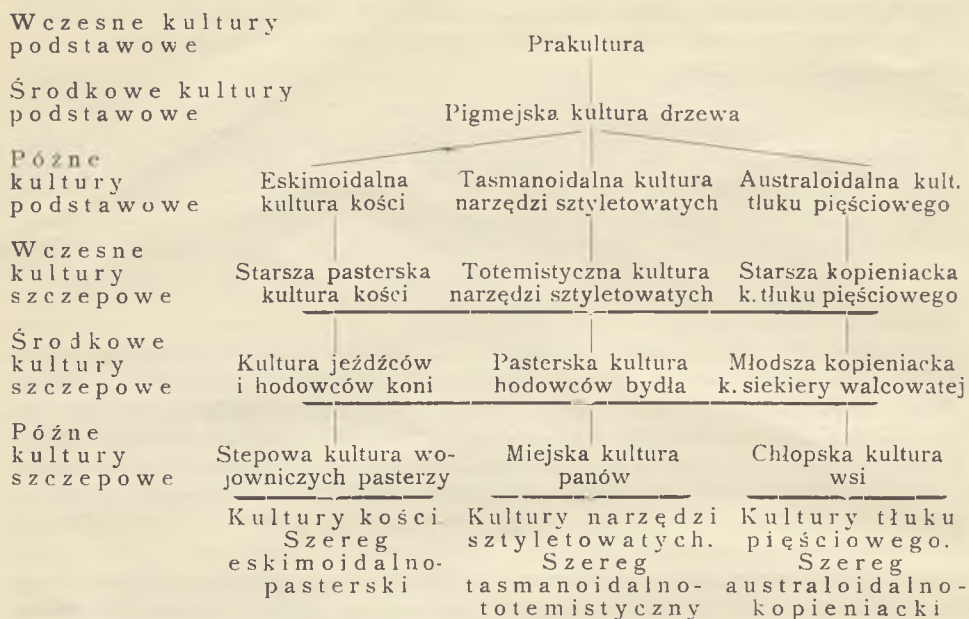 Wczesne kultury
podstawowe
Prakultura
Środkowe kultury
podstawowe
Pigmejska kultura drzewa
Późne
kultury
podstawowe
Eskimoidalna
kultura kości
Tasmanoidalna kultura
narzędzi sztyletowatych
Australoidalna kult.
tłuku pięściowego
Wczesne
kultury
szczepowe
Starsza pasterska
kultura kości
Totemistyczna kultura
narzędzi sztyletowatych
Starsza kopieniacka
k. tłuku pięściowego
Środkowe
kultury
szczepowe
Kultura jeźdźców
i hodowców koni
Pasterska kultura
hodowców bydła
Młodsza kopieniacka
k. siekiery walcowatej
Późne
kultury
szczepowe
Stepowa kultura wo-
jowniczych pasterzy
Miejska kultura
panów
Chłopska kultura
wsi
Kultury kości
Szereg
eskimoidalno-
pasterski
Kultury narzędzi
sztyletowatych.
Szereg
tasmanoidalno-
totemistyczny
Kultury tłuku
pięściowego.
Szereg
australoidalno-
kopieniacki